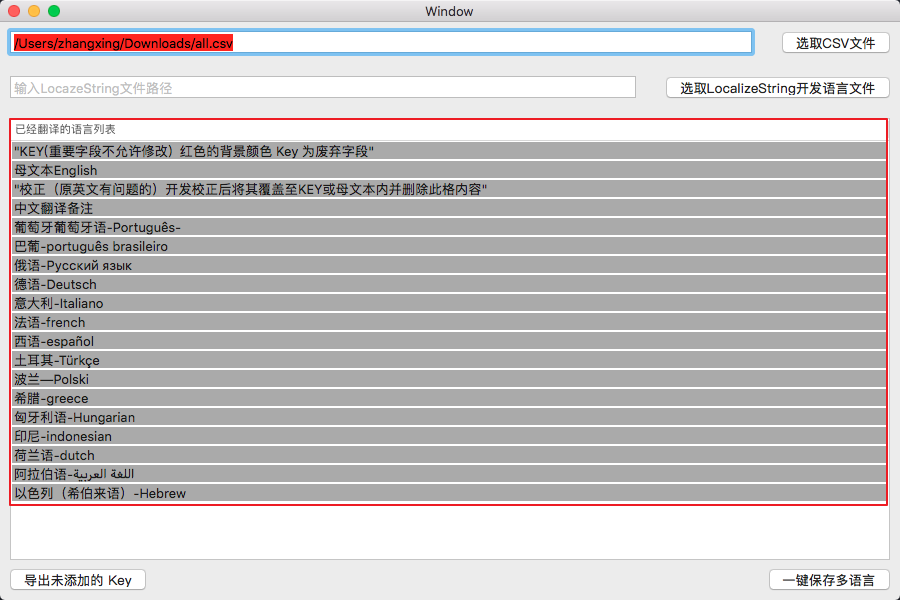 Window
/Users/zhangxing/Downloads/all.csv
选取CSV文件
输入LocazeString文件路径
选取LocalizeString开发语言文件
已经翻译的语言列表
"KEY(重要字段不允许修改）红色的背景颜色 Key 为废弃字段"
母文本English
"校正（原英文有问题的）开发校正后将其覆盖至KEY或母文本内并删除此格内容"
中文翻译备注
葡萄牙葡萄牙语-Português-
巴葡-português brasileiro
俄语-Русский язык
德语-Deutsch
意大利-Italiano
法语-french
西语-español
土耳其-Türkçe
波兰—Polski
希腊-greece
匈牙利语-Hungarian
印尼-indonesian
荷兰语-dutch
阿拉伯语-اللغة العربية
以色列（希伯来语）-Hebrew
导出未添加的 Key
一键保存多语言